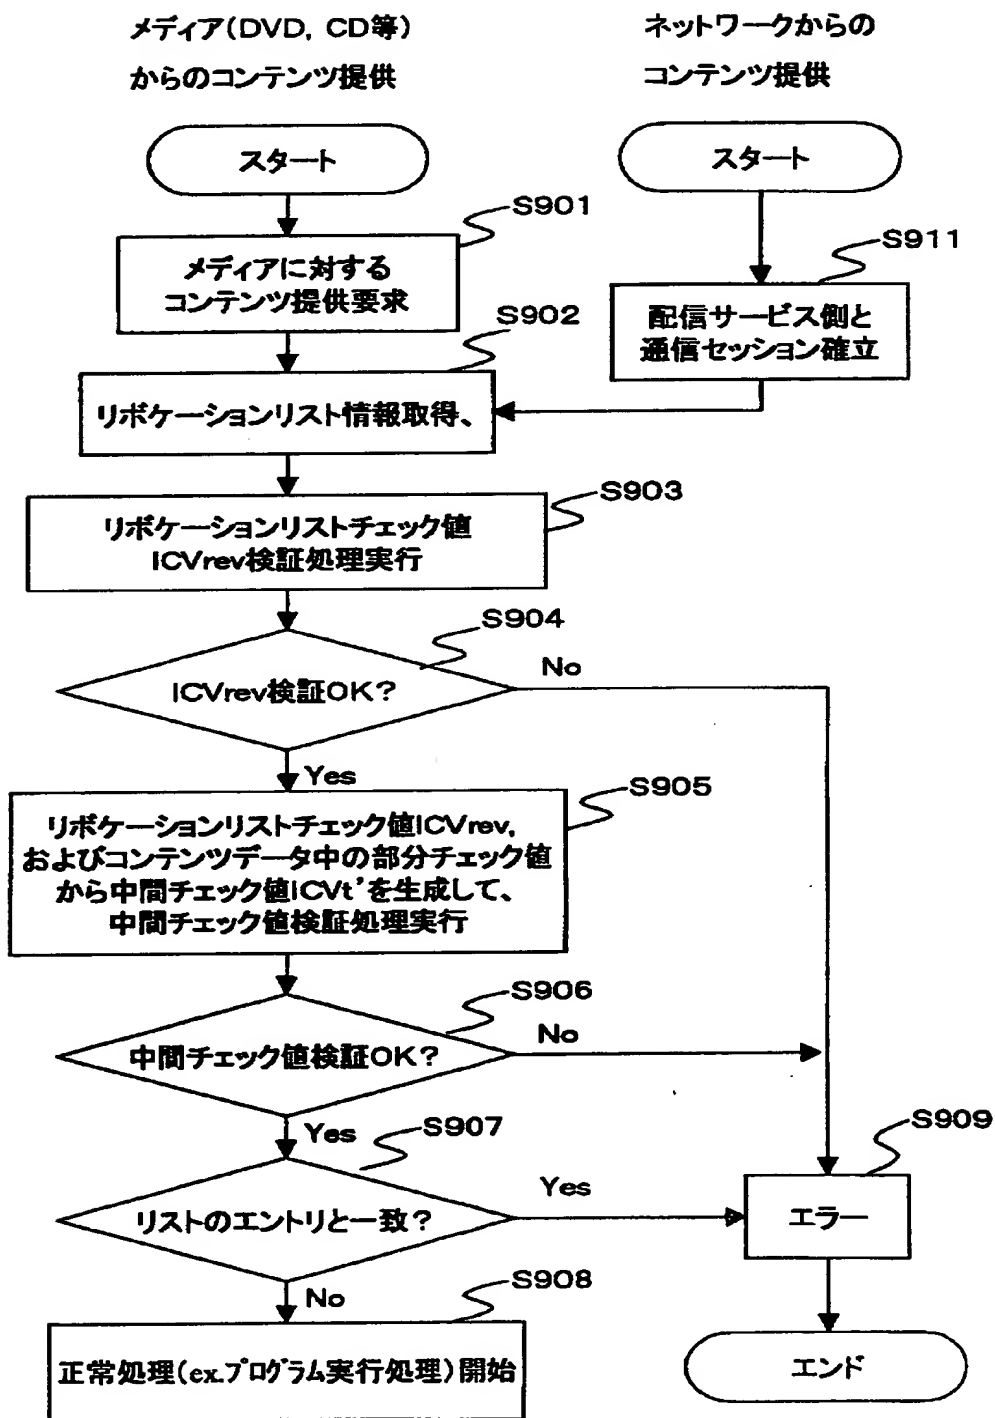 メディア(DVD, CD等)
からのコンテンツ提供
ネットワークからの
コンテンツ提供
スタート
スタート
S901
メディアに対する
コンテンツ提供要求
S911
配信サービス側と
通信セッション確立
S902
リボケーションリスト情報取得、
S903
リボケーションリストチェック値
ICVrev検証処理実行
S904
ICVrev検証OK?
No
Yes
S905
リボケーションリストチェック値ICVrev,
およびコンテンツデータ中の部分チェック値
から中間チェック値ICVt'を生成して、
中間チェック値検証処理実行
S906
中間チェック値検証OK?
No
Yes
S907
リストのエントリと一致?
Yes
S909
エラー
No
S908
正常処理(ex.プログラム実行処理)開始
エンド